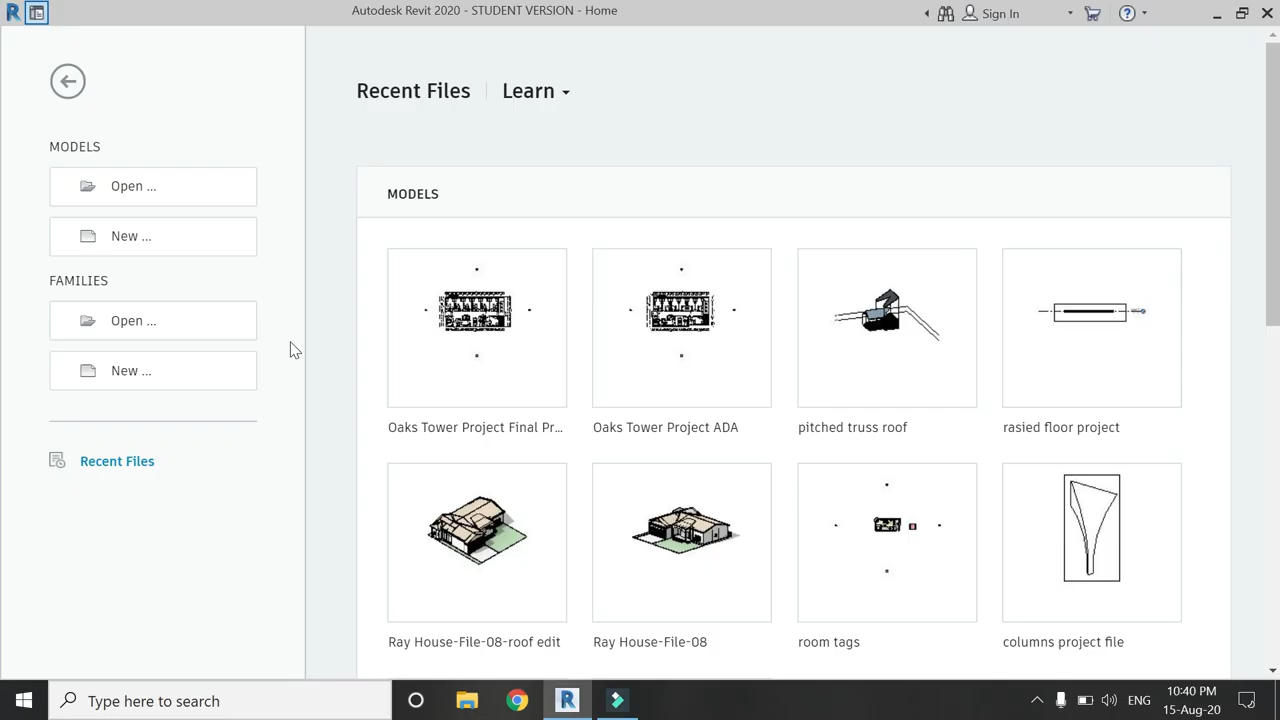 Autodesk Revit 2020 - STUDENT VERSION - Home
Sign In
Recent Files
Learn
MODELS
Open ...
New ...
FAMILIES
Open ...
New ...
Recent Files
MODELS
Oaks Tower Project Final Pr...
Oaks Tower Project ADA
pitched truss roof
rasied floor project
Ray House-File-08-roof edit
Ray House-File-08
room tags
columns project file
Type here to search
ENG
10:40 PM
15-Aug-20